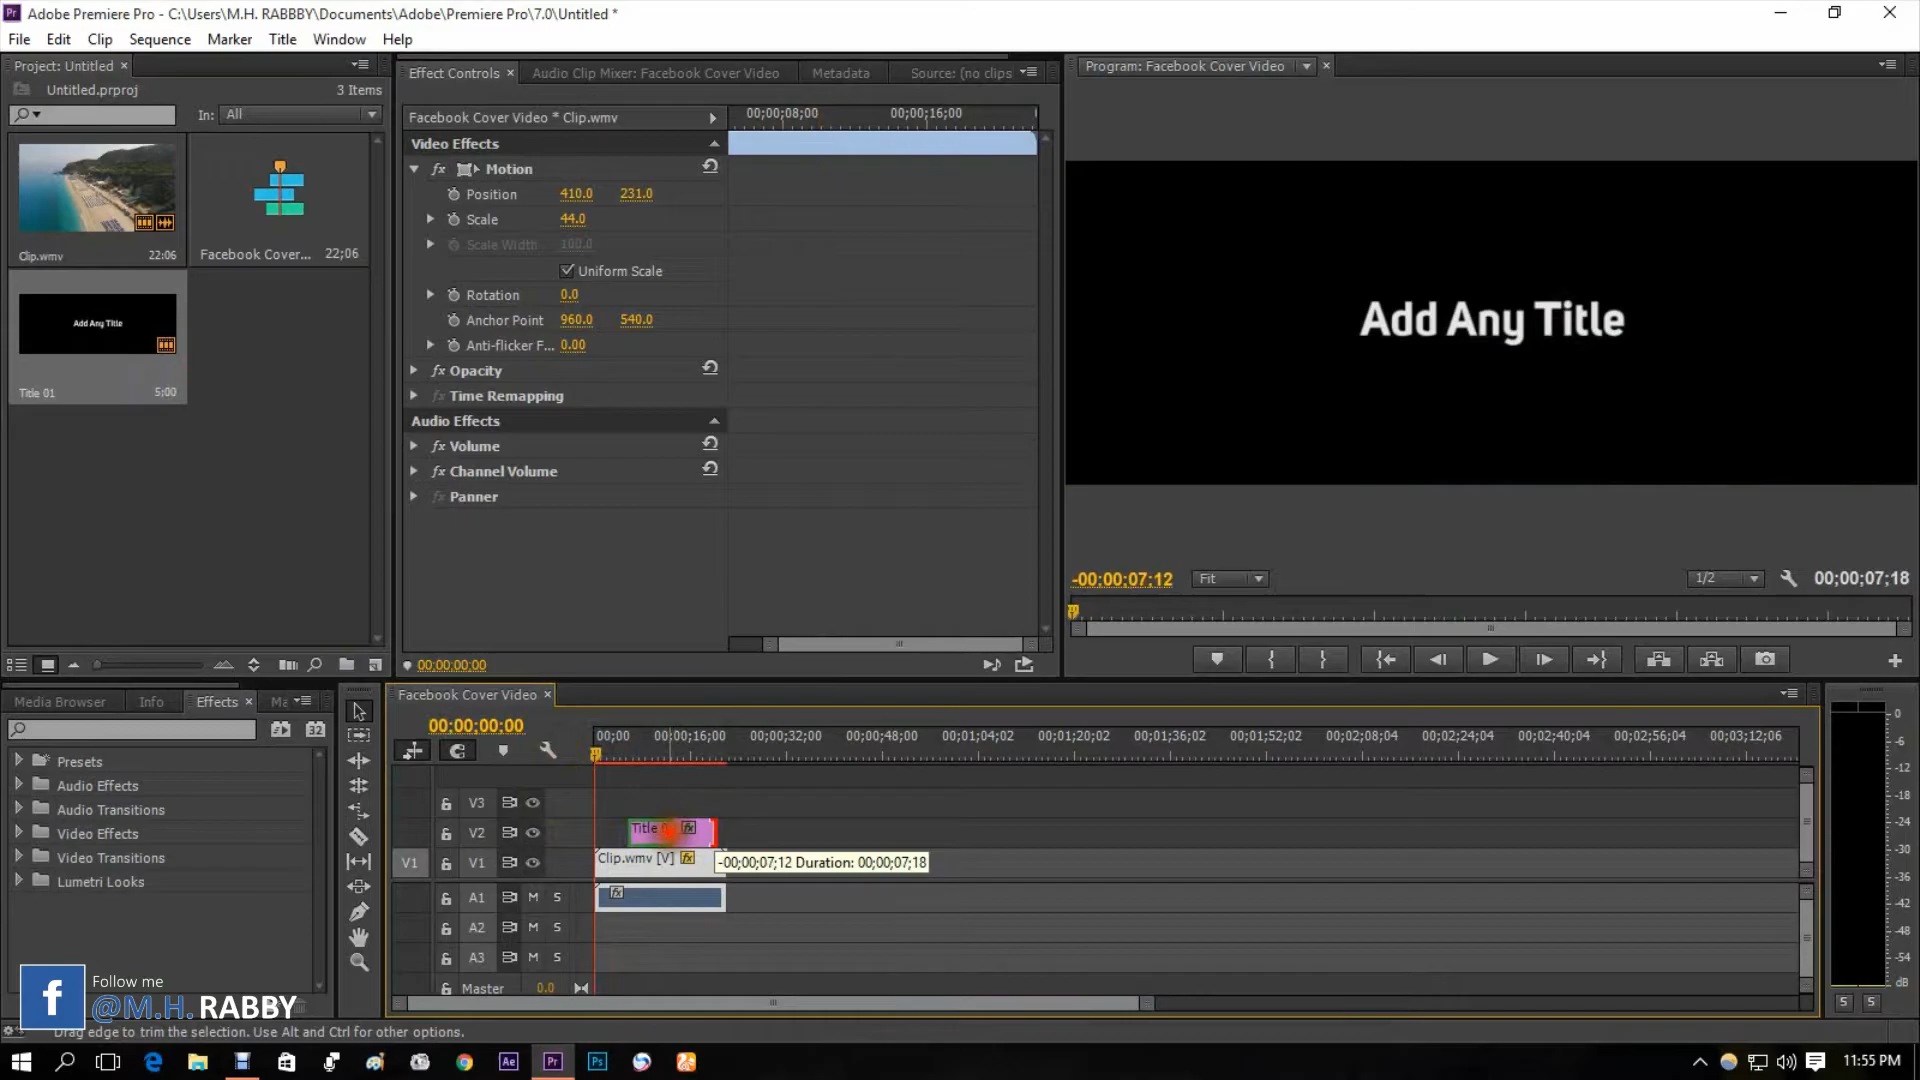 Adobe Premiere Pro - C:\Users\M.H. RABBBY\Documents\Adobe\Premiere Pro\7.0\Untitled *
File Edit Clip Sequence Marker Title Window Help
Project: Untitled ×
Untitled.prproj 3 Items
In: All
Clip.wmv 22:06
Facebook Cover... 22;06
Add Any Title
Title 01 5;00
Effect Controls × Audio Clip Mixer: Facebook Cover Video Metadata Source: (no clips
Facebook Cover Video * Clip.wmv
00;00;08;00 00;00;16;00
Video Effects
fx Motion
Position 410.0 231.0
Scale 44.0
Scale Width 100.0
Uniform Scale
Rotation 0.0
Anchor Point 960.0 540.0
Anti-flicker F... 0.00
fx Opacity
fx Time Remapping
Audio Effects
fx Volume
fx Channel Volume
fx Panner
00;00;00;00
Program: Facebook Cover Video ×
Add Any Title
-00;00;07;12 Fit 1/2 00;00;07;18
Media Browser Info Effects ×
32
Presets
Audio Effects
Audio Transitions
Video Effects
Video Transitions
Lumetri Looks
Facebook Cover Video ×
00;00;00;00
00;00 00;00;16;00 00;00;32;00 00;00;48;00 00;01;04;02 00;01;20;02 00;01;36;02 00;01;52;02 00;02;08;04 00;02;24;04 00;02;40;04 00;02;56;04 00;03;12;06
V3
V2 Title fx
V1 V1 Clip.wmv [V] fx
-00;00;07;12 Duration: 00;00;07;18
A1 M S fx
A2 M S
A3 M S
Master 0.0
0
-6
-12
-18
-24
-30
-36
-42
-48
-54
dB
S S
f Follow me
@M.H. RABBY
Drag edge to trim the selection. Use Alt and Ctrl for other options.
Ae Pr Ps
11:55 PM